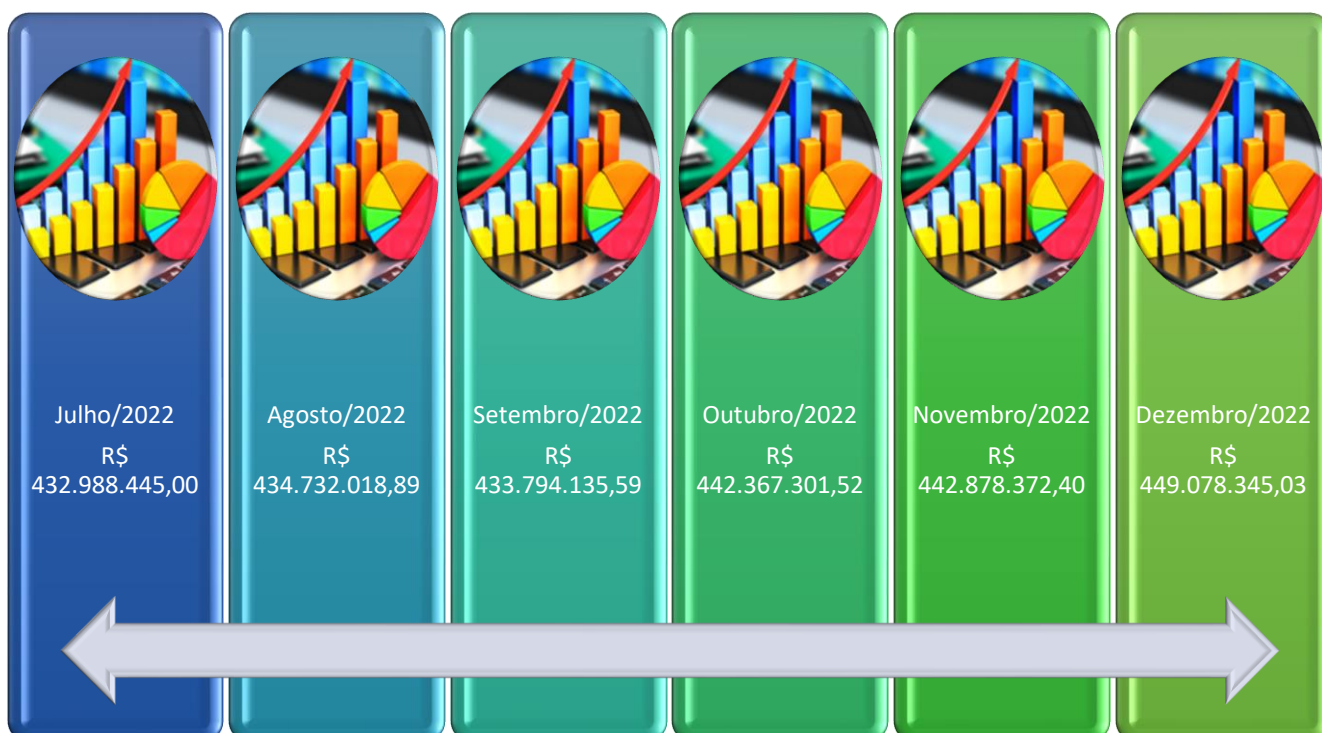 Julho/2022
R$
432.988.445,00
Agosto/2022
R$
434.732.018,89
Setembro/2022
R$
433.794.135,59
Outubro/2022
R$
442.367.301,52
Novembro/2022
R$
442.878.372,40
Dezembro/2022
R$
449.078.345,03